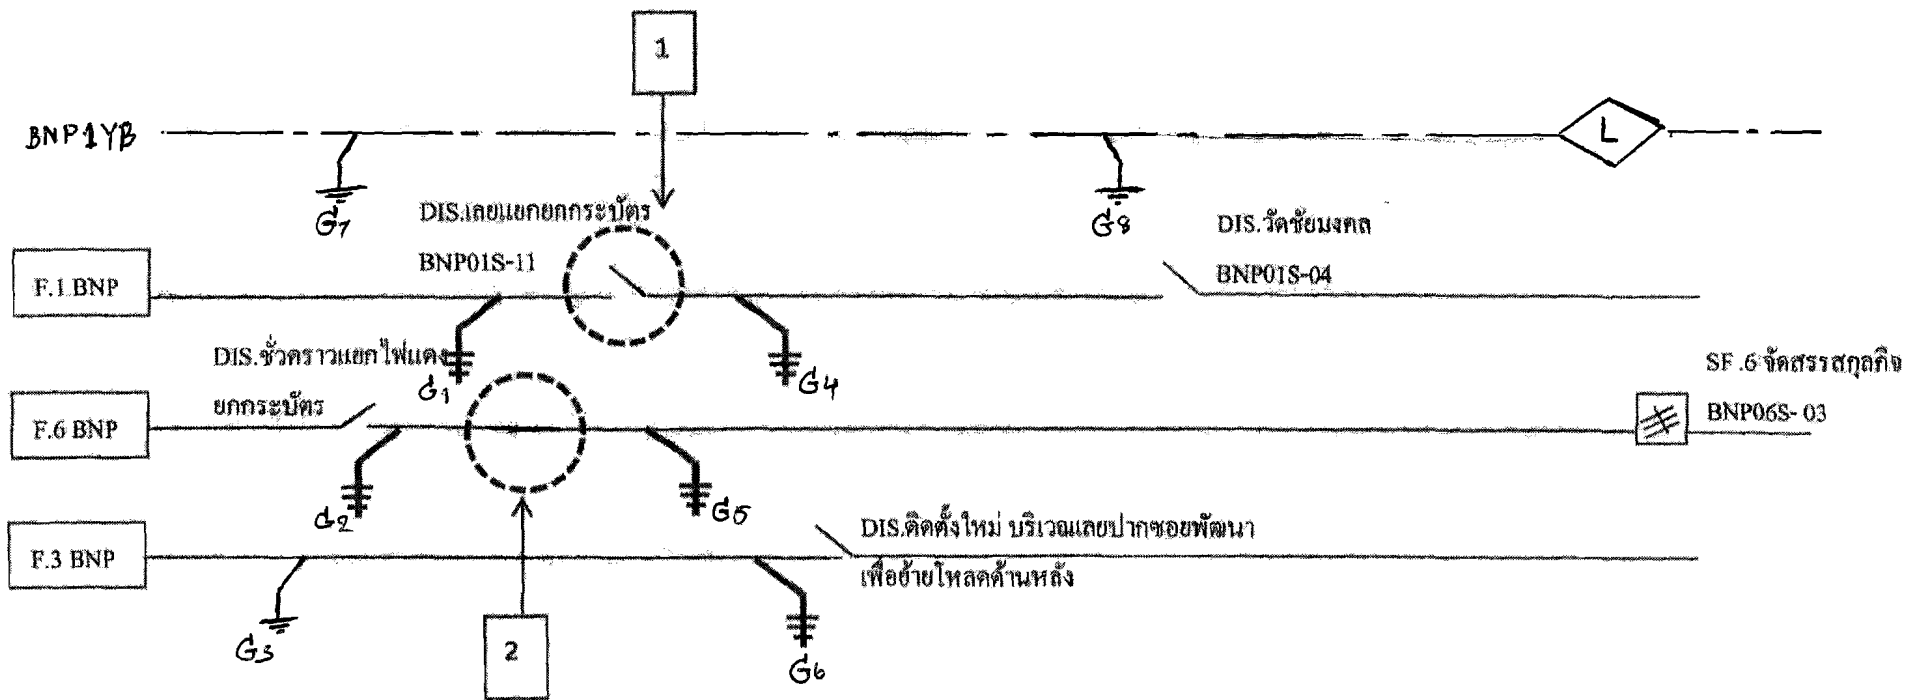 1
BNP1YB
L
G7
DIS.เลยแยกยกกระบัตร
G8
DIS.วัดชัยมงคล
BNP01S-11
BNP01S-04
F.1 BNP
DIS.ชั่วคราวแยกไฟแดง
G1
G4
SF.6 จัดสรรสกุลกิจ
ยกกระบัตร
BNP06S- 03
F.6 BNP
G2
G5
DIS.ติดตั้งใหม่ บริเวณเลยปากซอยพัฒนา
F.3 BNP
เพื่อย้ายโหลดด้านหลัง
G3
2
G6